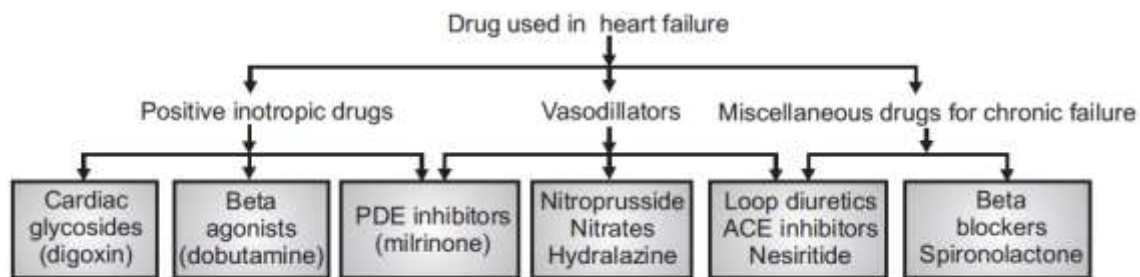 Drug used in heart failure
Positive inotropic drugs
Vasodillators
Miscellaneous drugs for chronic failure
Cardiac
glycosides
(digoxin)
Beta
agonists
(dobutamine)
PDE inhibitors
(milrinone)
Nitroprusside
Nitrates
Hydralazine
Loop diuretics
ACE inhibitors
Nesiritide
Beta
blockers
Spironolactone